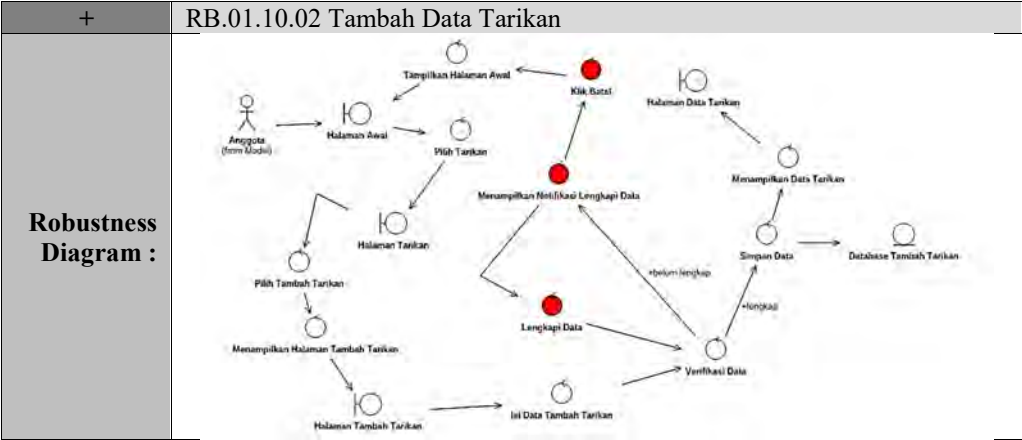 +
RB.01.10.02 Tambah Data Tarikan
Robustness
Diagram :
Tampilkan Halaman Awal
Klik Batal
Halaman Data Tarikan
Anggota
(from Model)
Halaman Awal
Pilih Tarikan
Menampilkan Data Tarikan
Menampilkan Notifikasi Lengkapi Data
Halaman Tarikan
Simpan Data
Database Tambah Tarikan
Pilih Tambah Tarikan
+belum lengkap
+lengkap
Lengkapi Data
Menampilkan Halaman Tambah Tarikan
Verifikasi Data
Halaman Tambah Tarikan
Isi Data Tambah Tarikan